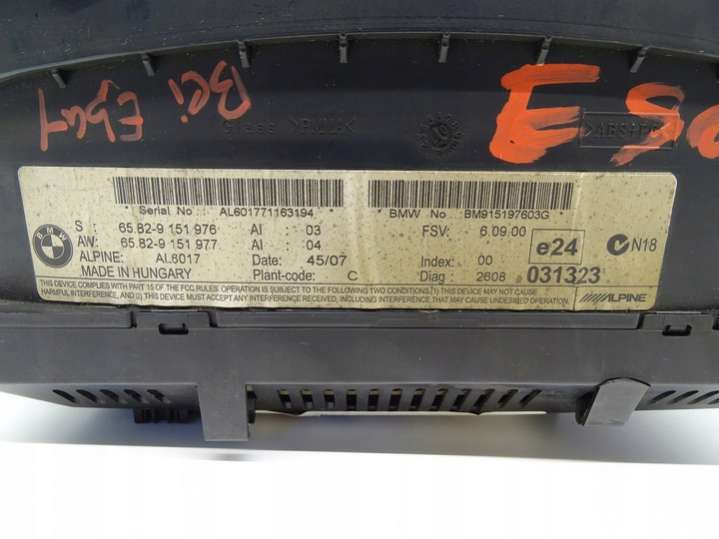 Bei
>ABS+PC<
Serial No AL601771163194 BMW No BM915197603G
BMW S : 65.82-9 151 976 AI : 03 FSV: 6.09.00
AW: 65.82-9 151 977 AI : 04 e24 N18
ALPINE: AL6017 Date: 45/07 Index: 00
MADE IN HUNGARY Plant-code: C Diag: 2608 031323
THIS DEVICE COMPLIES WITH PART 15 OF THE FCC RULES. OPERATION IS SUBJECT TO THE FOLLOWING TWO CONDITIONS.(1) THIS DEVICE MAY NOT CAUSE
HARMFUL INTERFERENCE, AND (2) THIS DEVICE MUST ACCEPT ANY INTERFERENCE RECEIVED, INCLUDING INTERFERENCE THAT MAY CAUSE UNDESIRED OPERATION. ALPINE